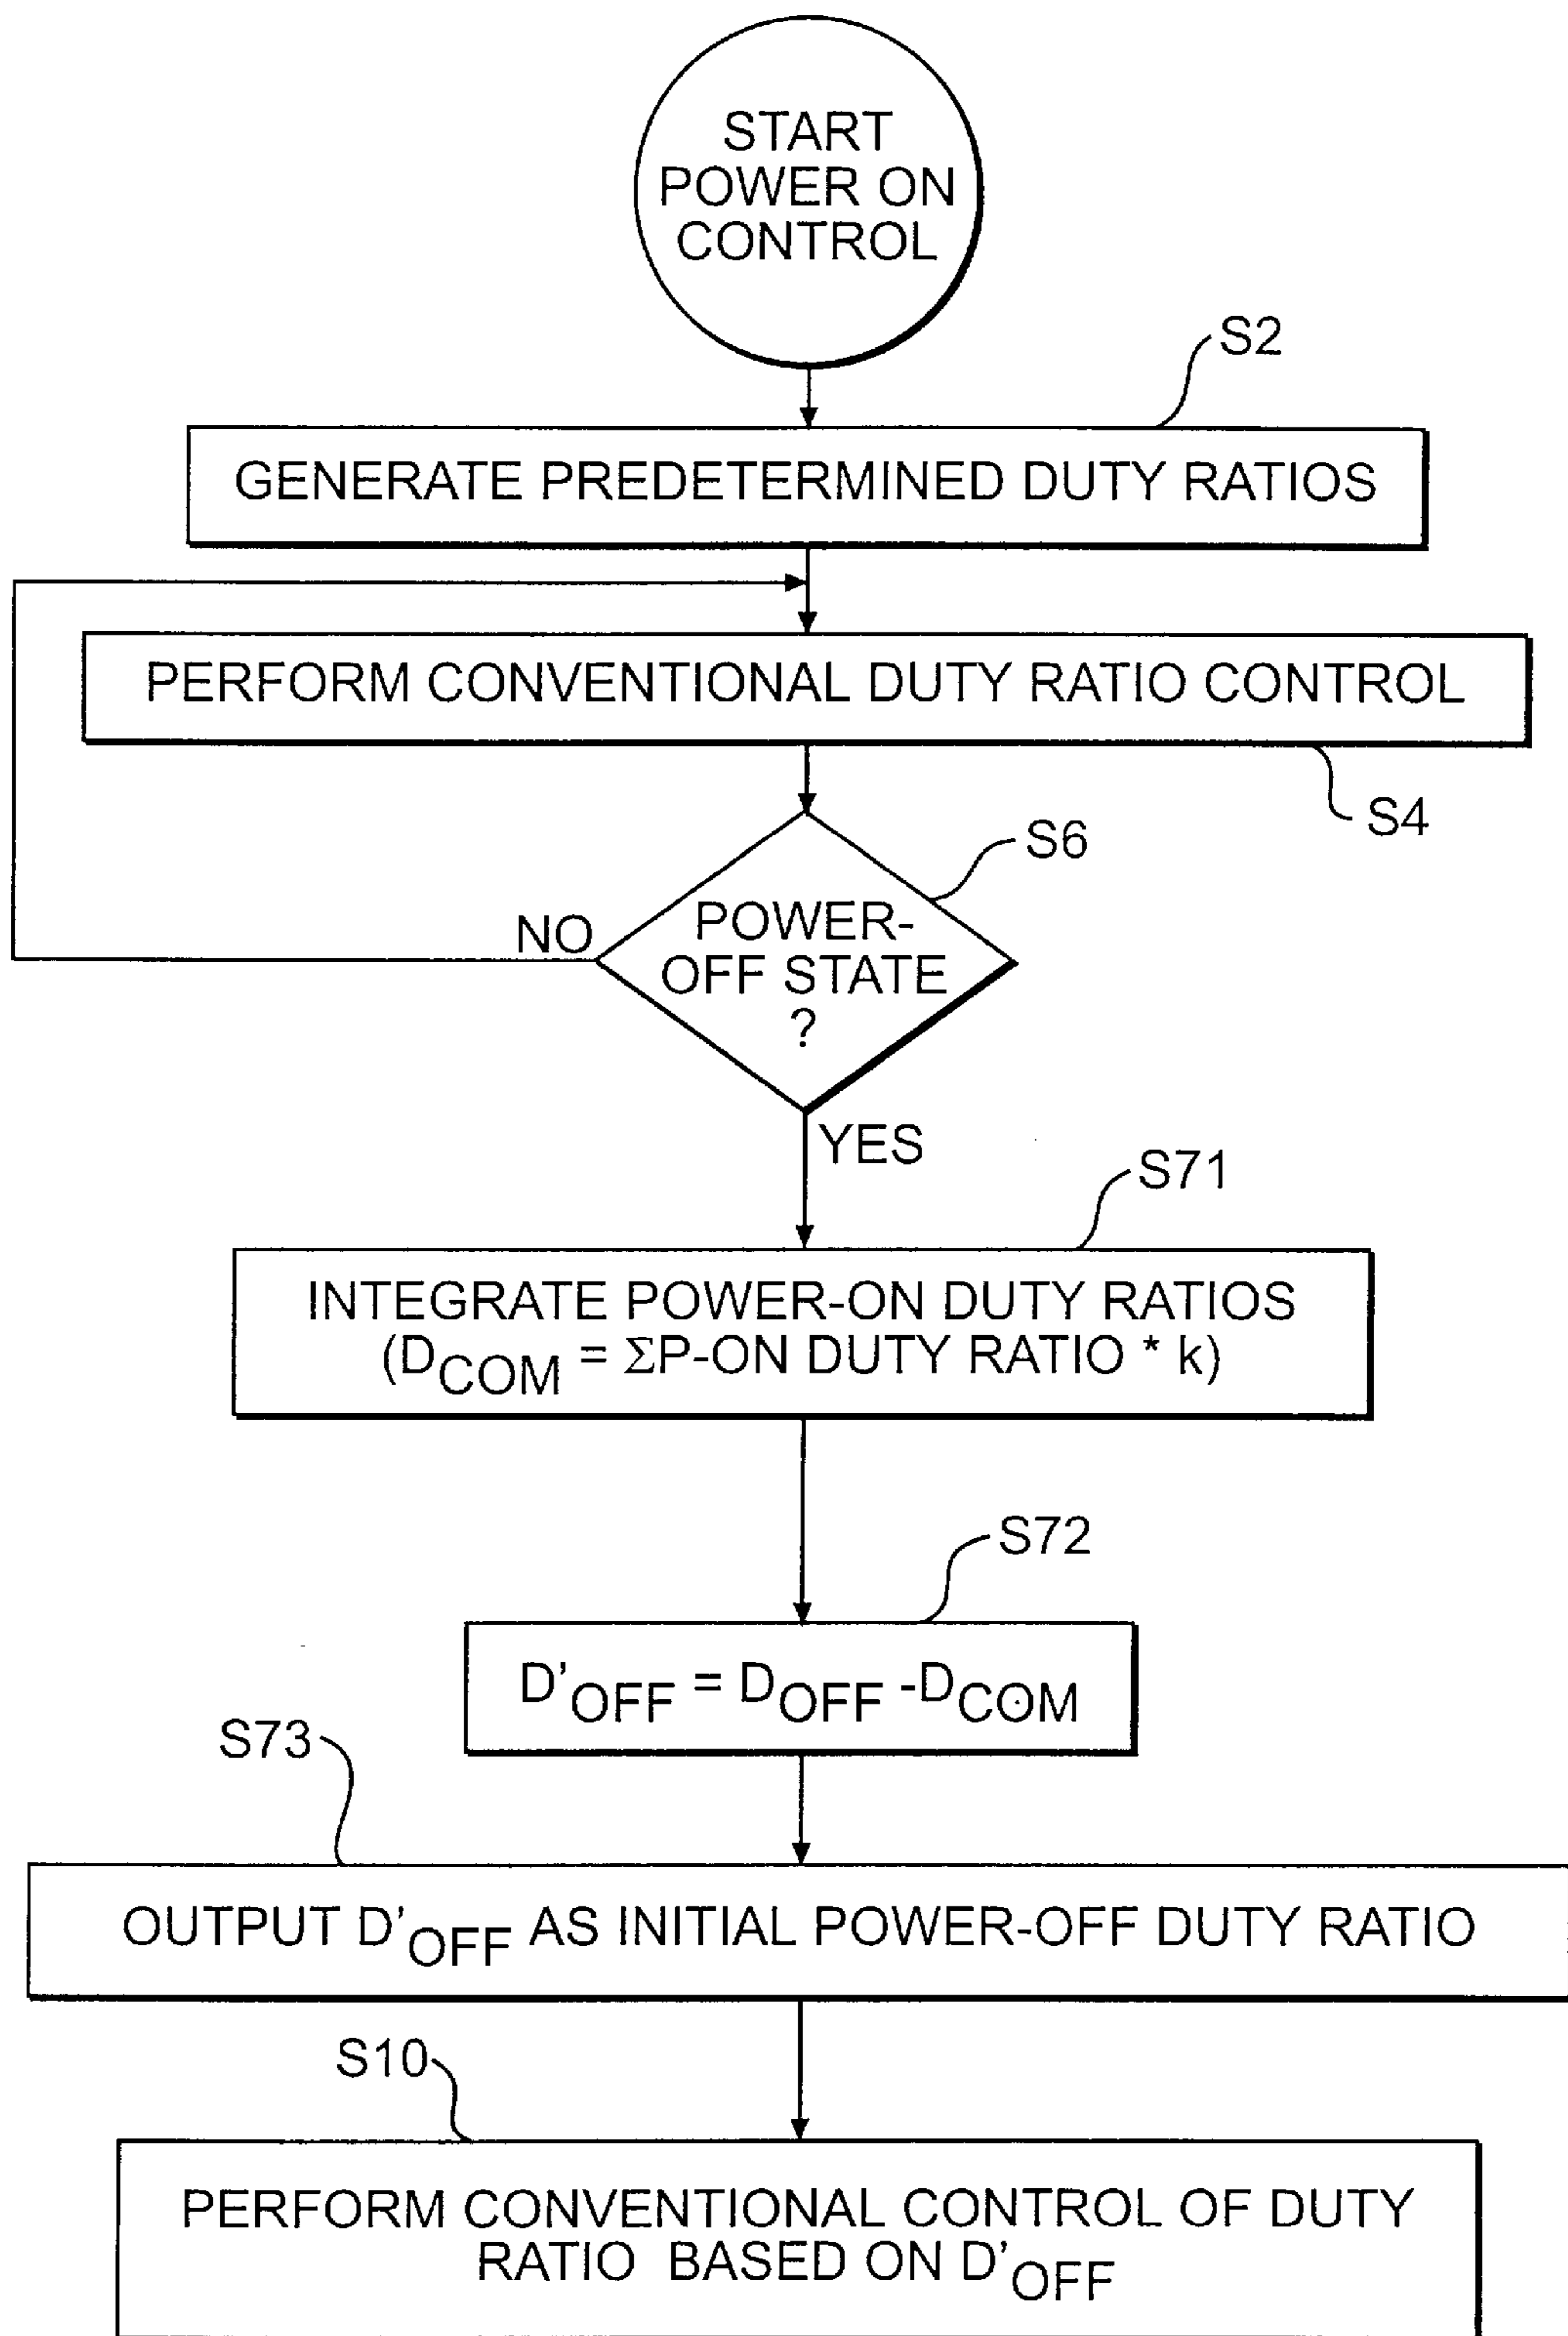 START
POWER ON
CONTROL
S2
GENERATE PREDETERMINED DUTY RATIOS
PERFORM CONVENTIONAL DUTY RATIO CONTROL
S4
S6
POWER-
OFF STATE
?
NO
YES
S71
INTEGRATE POWER-ON DUTY RATIOS
(DCOM = ΣP-ON DUTY RATIO * k)
S72
D'OFF = DOFF -DCOM
S73
OUTPUT D'OFF AS INITIAL POWER-OFF DUTY RATIO
S10
PERFORM CONVENTIONAL CONTROL OF DUTY
RATIO BASED ON D'OFF